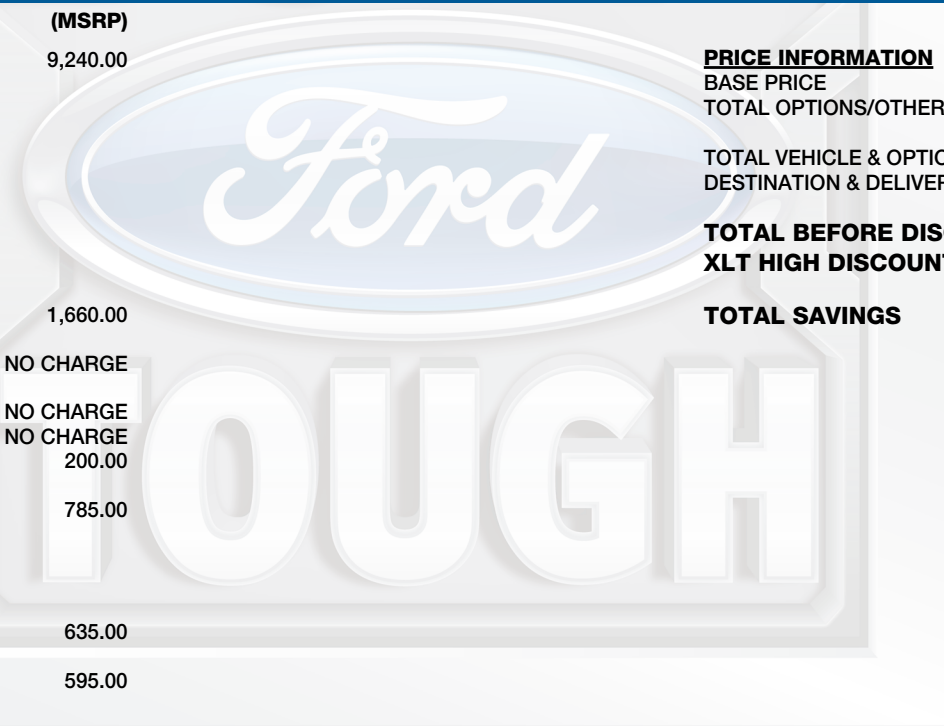 (MSRP)
9,240.00
1,660.00
NO CHARGE
NO CHARGE
NO CHARGE
200.00
785.00
635.00
595.00
PRICE INFORMATION
BASE PRICE
TOTAL OPTIONS/OTHER
TOTAL VEHICLE & OPTIO
DESTINATION & DELIVER
TOTAL BEFORE DIS
XLT HIGH DISCOUN
TOTAL SAVINGS
Ford
TOUGH